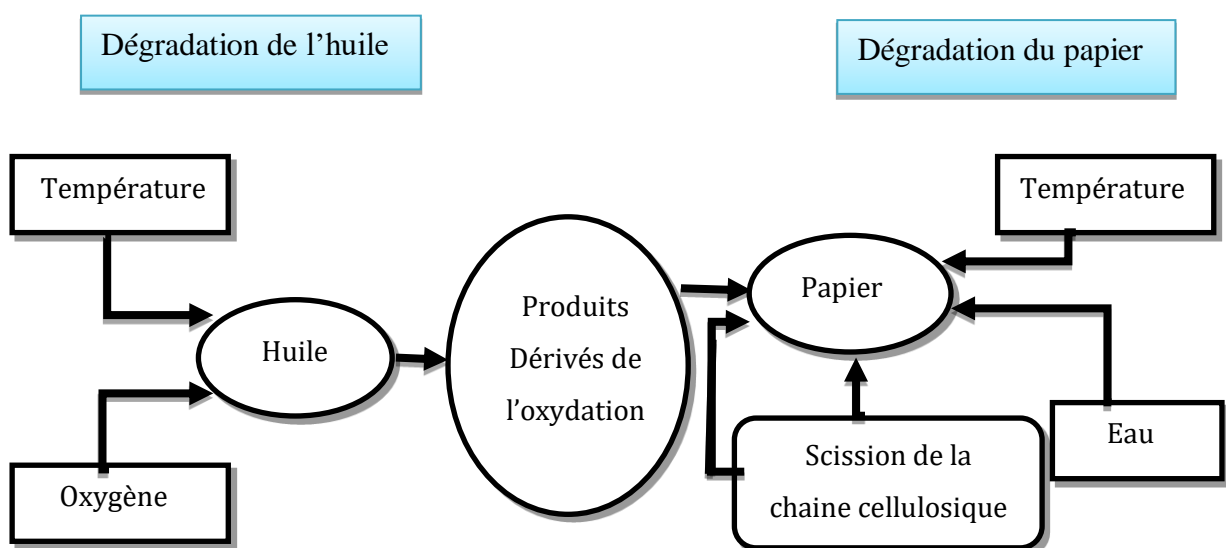 Dégradation de l’huile
Dégradation du papier
Température
Température
Huile
Produits
Dérivés de
l’oxydation
Papier
Oxygène
Scission de la
chaine cellulosique
Eau